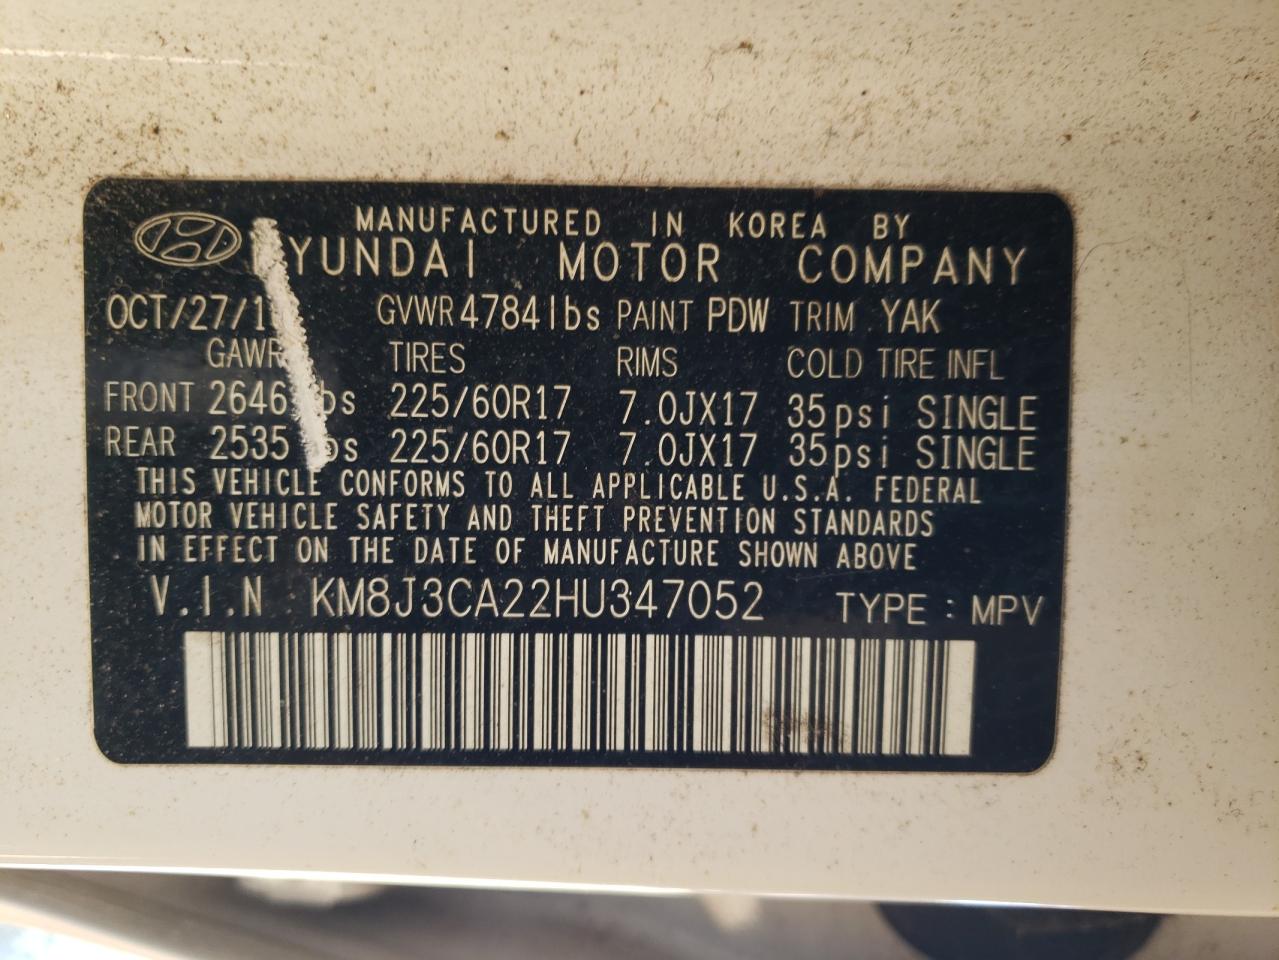 MANUFACTURED IN KOREA BY
YUNDAI MOTOR COMPANY
OCT/27/1 GVWR 4784lbs PAINT PDW TRIM YAK
GAWR TIRES RIMS COLD TIRE INFL
FRONT 2646 bs 225/60R17 7.0JX17 35psi SINGLE
REAR 2535 bs 225/60R17 7.0JX17 35psi SINGLE
THIS VEHICLE CONFORMS TO ALL APPLICABLE U.S.A. FEDERAL
MOTOR VEHICLE SAFETY AND THEFT PREVENTION STANDARDS
IN EFFECT ON THE DATE OF MANUFACTURE SHOWN ABOVE
V.I.N KM8J3CA22HU347052 TYPE : MPV